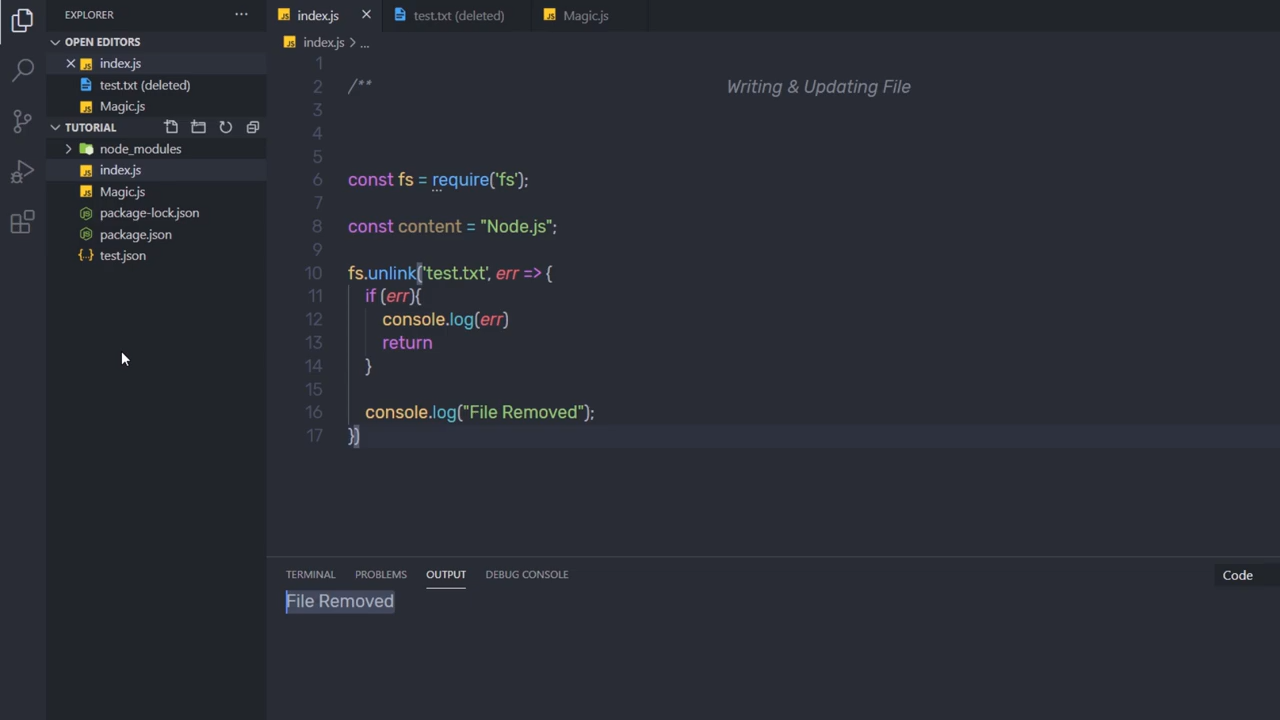 EXPLORER ...
OPEN EDITORS
index.js
test.txt (deleted)
Magic.js
TUTORIAL
node_modules
index.js
Magic.js
package-lock.json
package.json
test.json
index.js
test.txt (deleted)
Magic.js
index.js > ...
1
2 /** Writing & Updating File
3
4
5
6 const fs = require('fs');
7
8 const content = "Node.js";
9
10 fs.unlink('test.txt', err => {
11 if (err){
12 console.log(err)
13 return
14 }
15
16 console.log("File Removed");
17 })
TERMINAL PROBLEMS OUTPUT DEBUG CONSOLE Code
File Removed